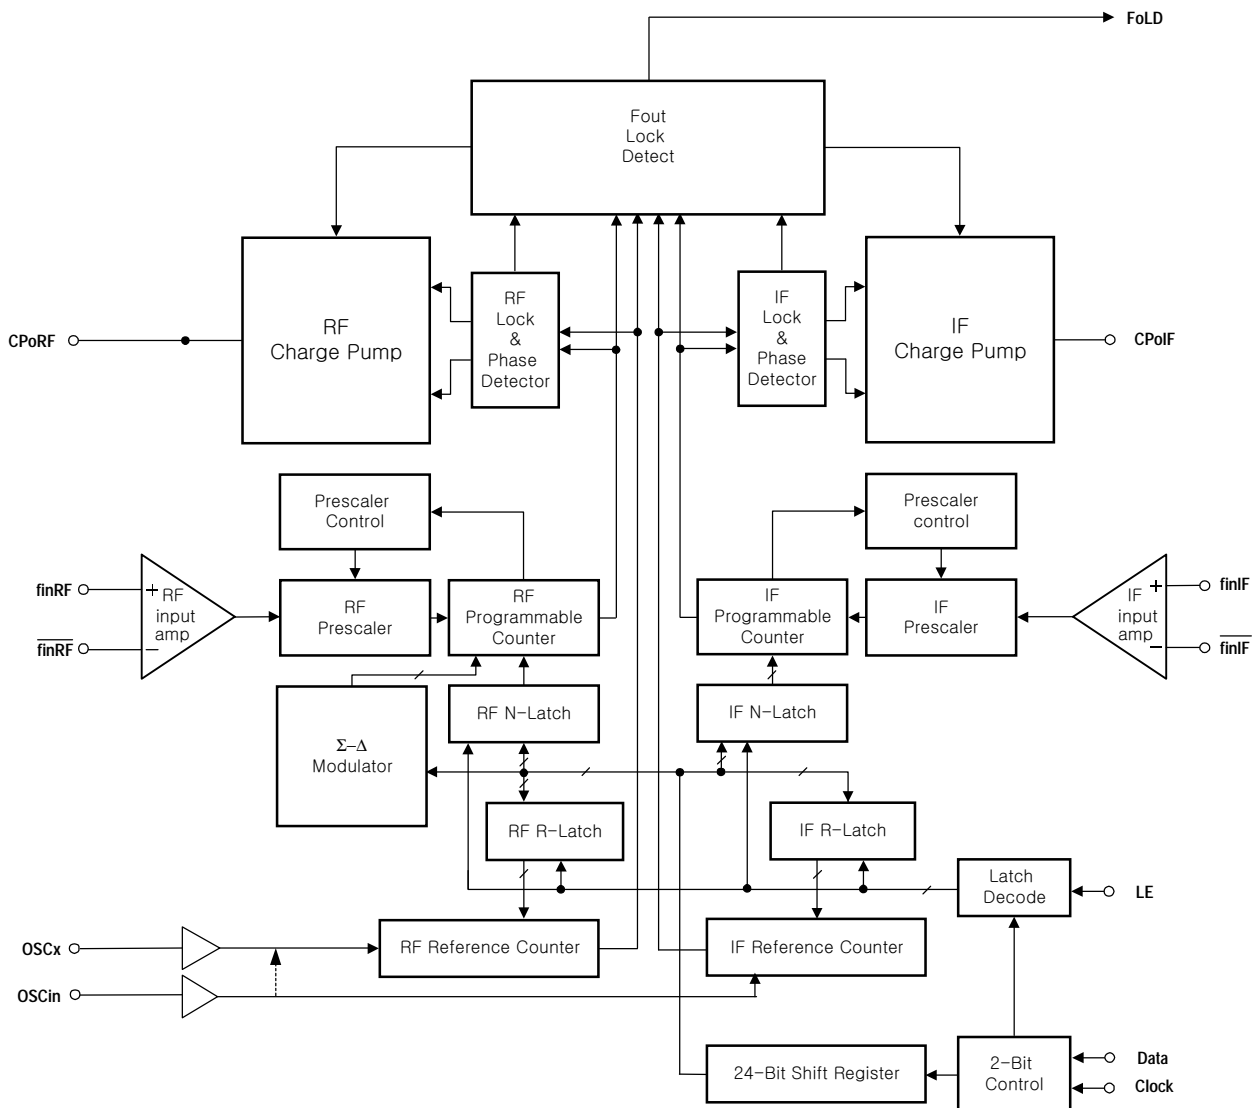 FoLD
Fout
Lock
Detect
RF
Charge Pump
RF
Lock
&
Phase
Detector
IF
Lock
&
Phase
Detector
IF
Charge Pump
CPoRF
CPoIF
Prescaler
Control
Prescaler
control
finRF
finRF
+
−
RF
input
amp
RF
Prescaler
RF
Programmable
Counter
IF
Programmable
Counter
IF
Prescaler
IF
input
amp
+
−
finIF
finIF
Σ−Δ
Modulator
RF N−Latch
IF N−Latch
RF R−Latch
IF R−Latch
Latch
Decode
LE
OSCx
OSCin
RF Reference Counter
IF Reference Counter
24−Bit Shift Register
2−Bit
Control
Data
Clock